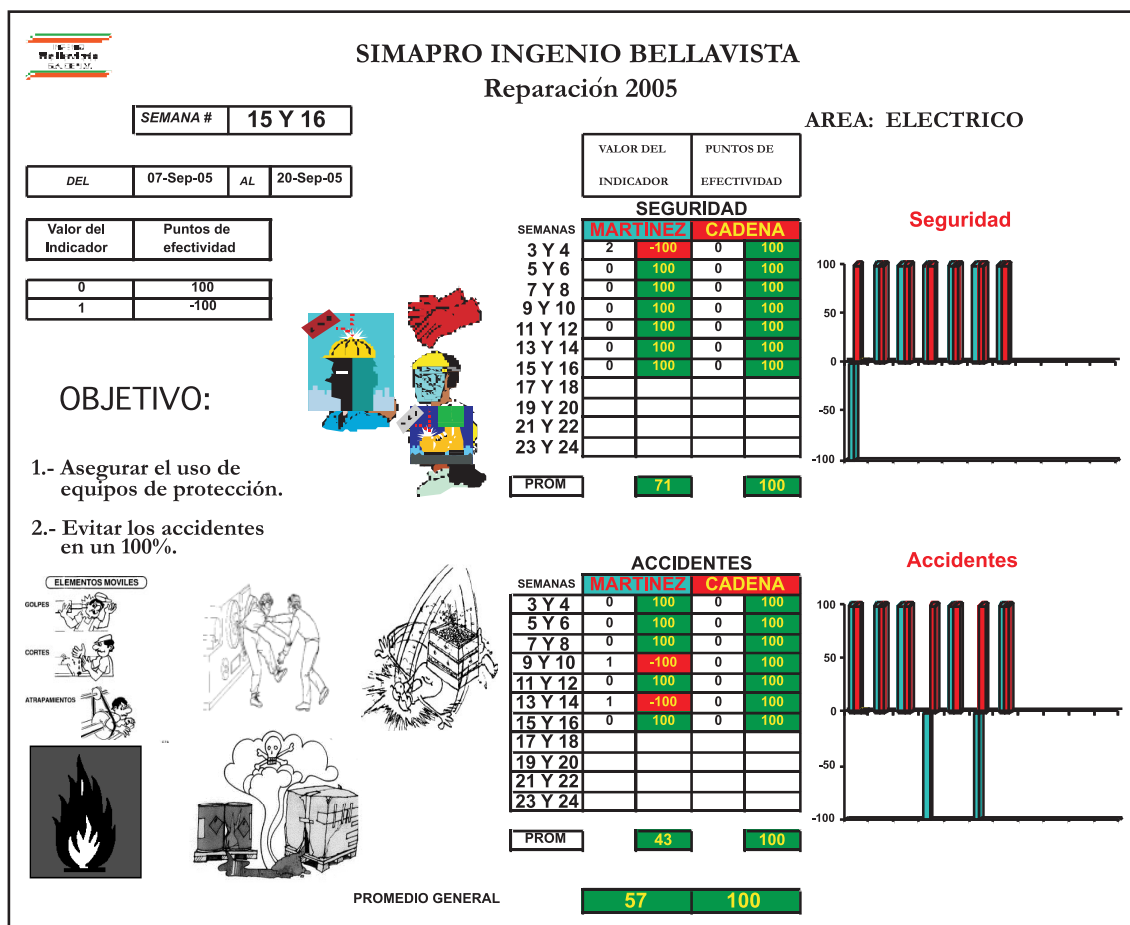 Bellavista
SIMAPRO INGENIO BELLAVISTA
Reparación 2005
SEMANA # 15 Y 16
AREA: ELECTRICO
DEL 07-Sep-05 AL 20-Sep-05
Valor del Indicador Puntos de efectividad
0 100
1 -100
OBJETIVO:
1.- Asegurar el uso de
equipos de protección.
2.- Evitar los accidentes
en un 100%.
ELEMENTOS MOVILES
GOLPES
CORTES
ATRAPAMIENTOS
VALOR DEL PUNTOS DE
INDICADOR EFECTIVIDAD
SEGURIDAD
SEMANAS MARTÍNEZ CADENA
3 Y 4 2 -100 0 100
5 Y 6 0 100 0 100
7 Y 8 0 100 0 100
9 Y 10 0 100 0 100
11 Y 12 0 100 0 100
13 Y 14 0 100 0 100
15 Y 16 0 100 0 100
17 Y 18
19 Y 20
21 Y 22
23 Y 24
PROM 71 100
Seguridad
100
50
0
-50
-100
ACCIDENTES
SEMANAS MARTÍNEZ CADENA
3 Y 4 0 100 0 100
5 Y 6 0 100 0 100
7 Y 8 0 100 0 100
9 Y 10 1 -100 0 100
11 Y 12 0 100 0 100
13 Y 14 1 -100 0 100
15 Y 16 0 100 0 100
17 Y 18
19 Y 20
21 Y 22
23 Y 24
PROM 43 100
Accidentes
100
50
0
-50
-100
PROMEDIO GENERAL 57 100